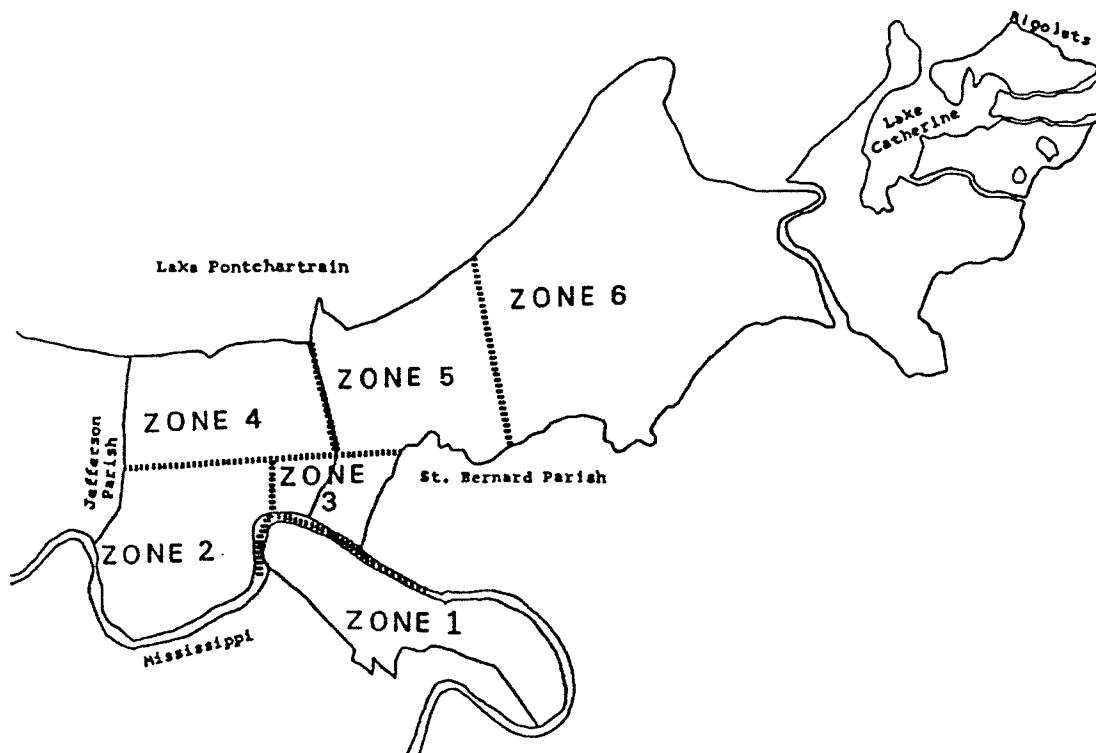 Rigolets
Lake
Catherine
Laka Pontchartrain
ZONE 6
ZONE 5
ZONE 4
Jefferson
Parish
ZONE
3
St. Bernard Parish
ZONE 2
ZONE 1
Mississippi